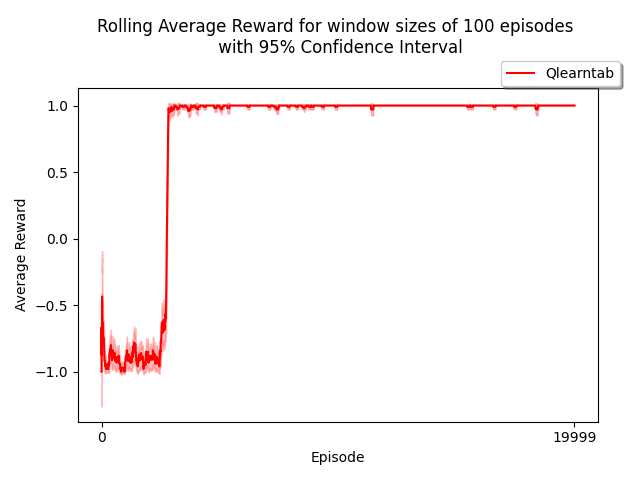 Rolling Average Reward for window sizes of 100 episodes
with 95% Confidence Interval
Qlearntab
1.0
0.5
0.0
−0.5
−1.0
Average Reward
0
19999
Episode